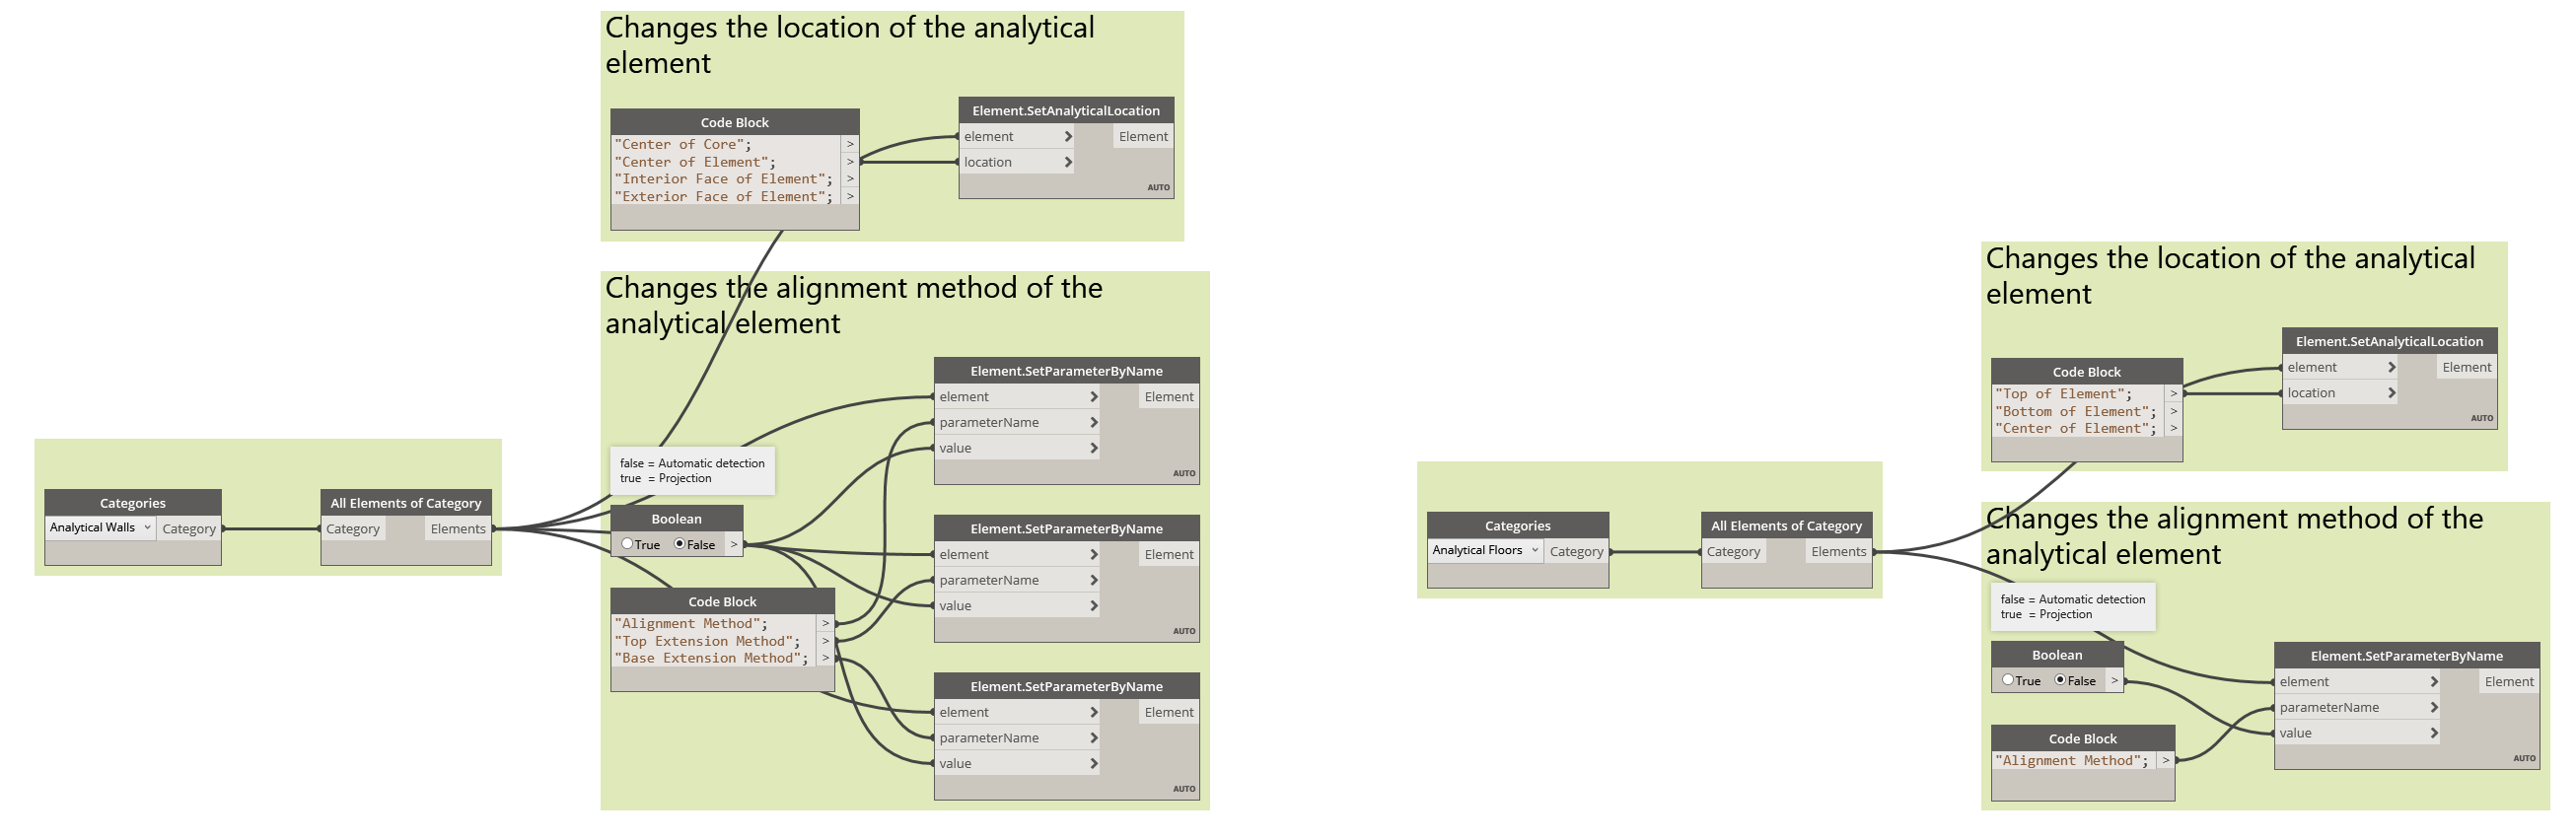 Changes the location of the analytical
element
Code Block
"Center of Core"; >
"Center of Element"; >
"Interior Face of Element"; >
"Exterior Face of Element"; >
Element.SetAnalyticalLocation
element Element
location
AUTO
Changes the alignment method of the
analytical element
Element.SetParameterByName
element Element
parameterName
value
AUTO
false = Automatic detection
true = Projection
Categories
Analytical Walls Category
All Elements of Category
Category Elements
Boolean
True False >
Element.SetParameterByName
element Element
parameterName
value
AUTO
Code Block
"Alignment Method"; >
"Top Extension Method"; >
"Base Extension Method"; >
Element.SetParameterByName
element Element
parameterName
value
AUTO
Changes the location of the analytical
element
Code Block
"Top of Element"; >
"Bottom of Element"; >
"Center of Element"; >
Element.SetAnalyticalLocation
element Element
location
AUTO
Categories
Analytical Floors Category
All Elements of Category
Category Elements
Changes the alignment method of the
analytical element
false = Automatic detection
true = Projection
Boolean
True False >
Code Block
"Alignment Method"; >
Element.SetParameterByName
element Element
parameterName
value
AUTO